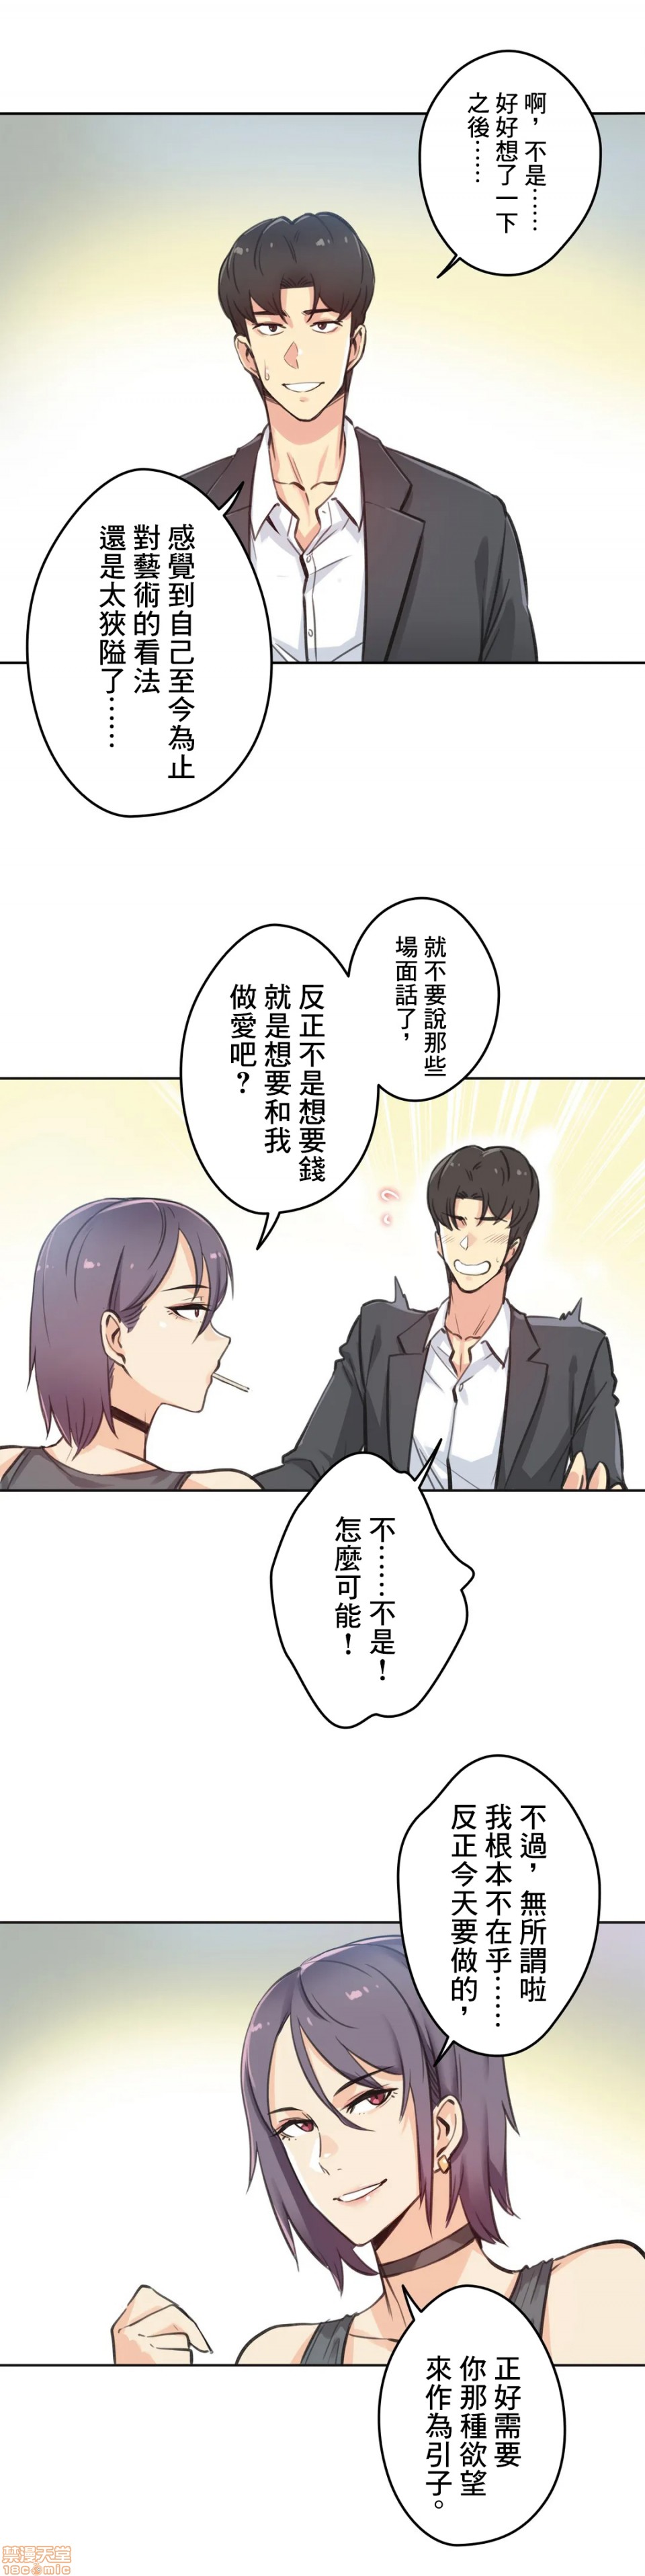 啊，不是……
好好想了一下
之後……
感覺到自己至今為止
對藝術的看法
還是太狹隘了……
就不要說那些
場面話了，
反正不是想要錢
就是想要和我
做愛吧？
不……不是！
怎麼可能！
不過，無所謂啦
我根本不在乎……
反正今天要做的，
正好需要
你那種欲望
來作為引子。
禁漫天堂
18comic